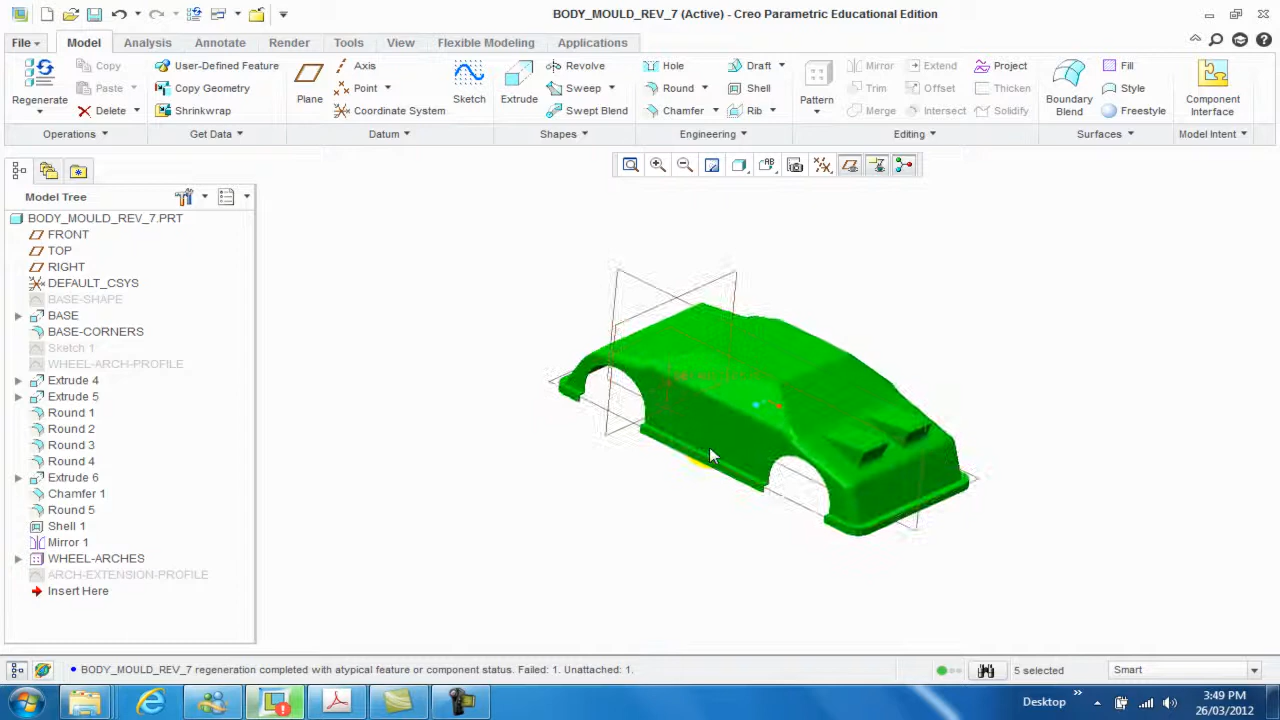 BODY_MOULD_REV_7 (Active) - Creo Parametric Educational Edition
File Model Analysis Annotate Render Tools View Flexible Modeling Applications
Regenerate
Copy
Paste
Delete
Operations
User-Defined Feature
Copy Geometry
Shrinkwrap
Get Data
Plane
Axis
Point
Coordinate System
Datum
Sketch
Extrude
Revolve
Sweep
Swept Blend
Shapes
Hole
Round
Chamfer
Draft
Shell
Rib
Engineering
Pattern
Mirror
Trim
Merge
Extend
Offset
Intersect
Project
Thicken
Solidify
Editing
Boundary
Blend
Fill
Style
Freestyle
Surfaces
Component
Interface
Model Intent
Model Tree
BODY_MOULD_REV_7.PRT
FRONT
TOP
RIGHT
DEFAULT_CSYS
BASE-SHAPE
BASE
BASE-CORNERS
Sketch 1
WHEEL-ARCH-PROFILE
Extrude 4
Extrude 5
Round 1
Round 2
Round 3
Round 4
Extrude 6
Chamfer 1
Round 5
Shell 1
Mirror 1
WHEEL-ARCHES
ARCH-EXTENSION-PROFILE
Insert Here
BODY_MOULD_REV_7 regeneration completed with atypical feature or component status. Failed: 1. Unattached: 1.
5 selected
Smart
Desktop
3:49 PM
26/03/2012